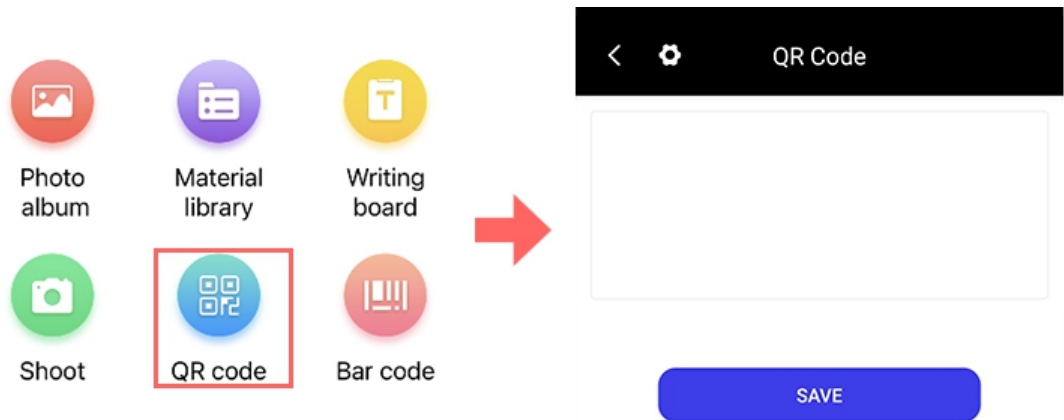 QR Code
Photo
album
Material
library
T
Writing
board
Shoot
QR code
Bar code
SAVE